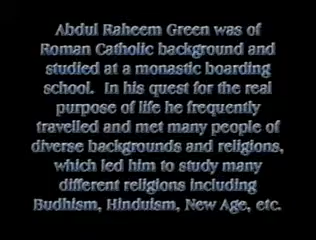 Abdul Raheem Green was of
Roman Catholic background and
studied at a monastic boarding
school. In his quest for the real
purpose of life he frequently
travelled and met many people of
diverse backgrounds and religions,
which led him to study many
different religions including
Budhism, Hinduism, New Age, etc.